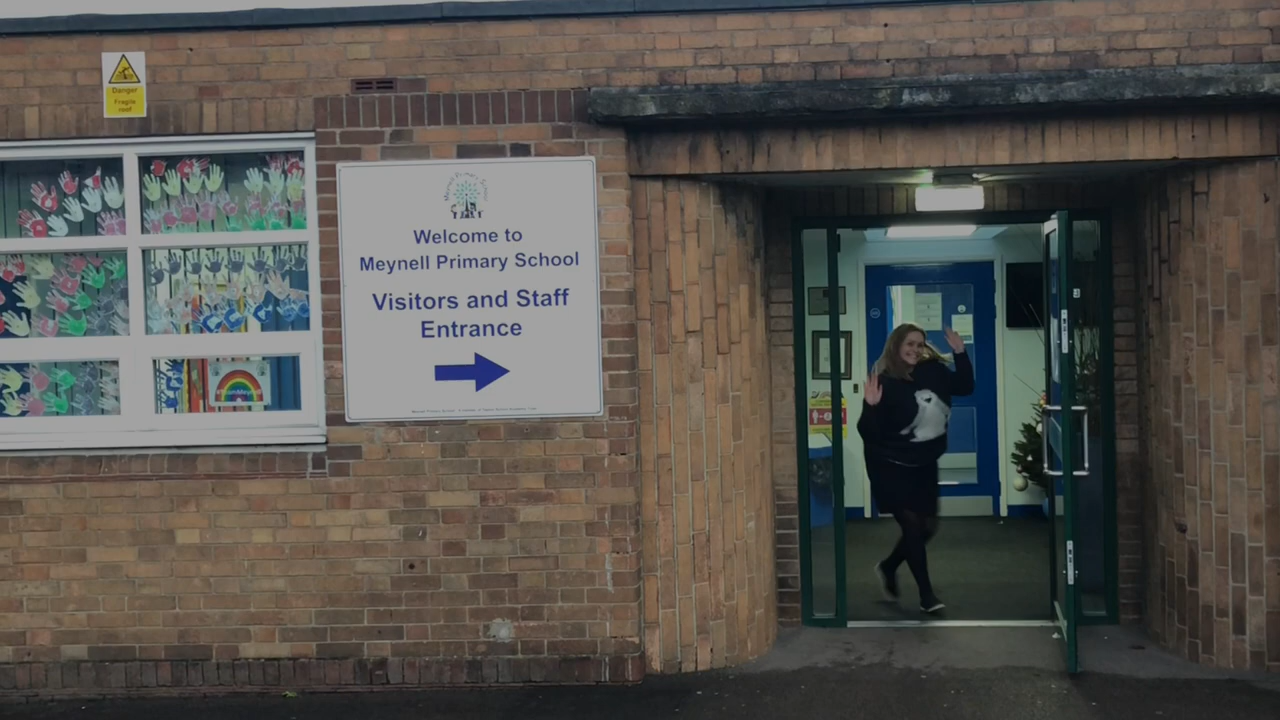 Danger
Fragile
roof
Welcome to
Meynell Primary School
Visitors and Staff
Entrance